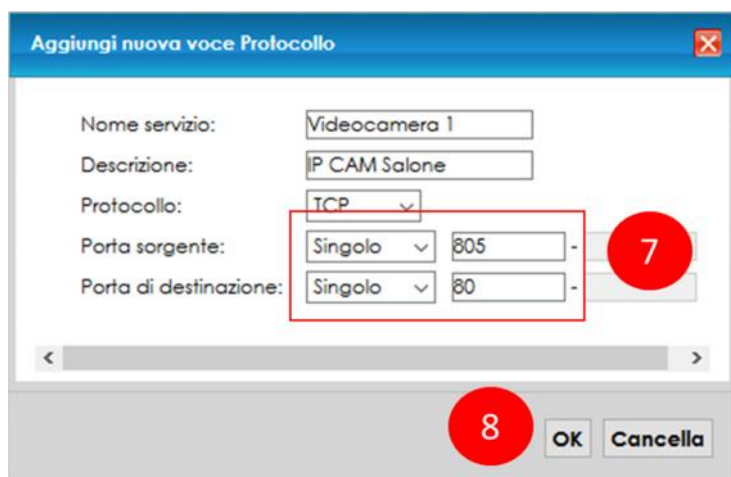 Aggiungi nuova voce Protocollo
Nome servizio: Videocamera 1
Descrizione: IP CAM Salone
Protocollo: TCP
Porta sorgente: Singolo 805 - 7
Porta di destinazione: Singolo 80 -
8 OK Cancella